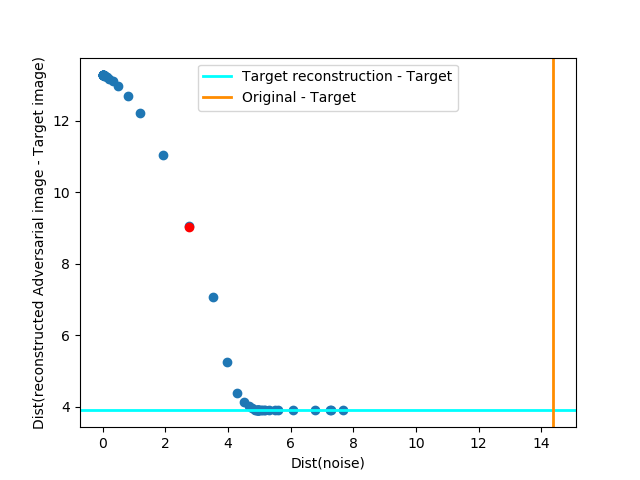 Target reconstruction - Target
Original - Target
Dist(reconstructed Adversarial image - Target image)
12
10
8
6
4
0 2 4 6 8 10 12 14
Dist(noise)